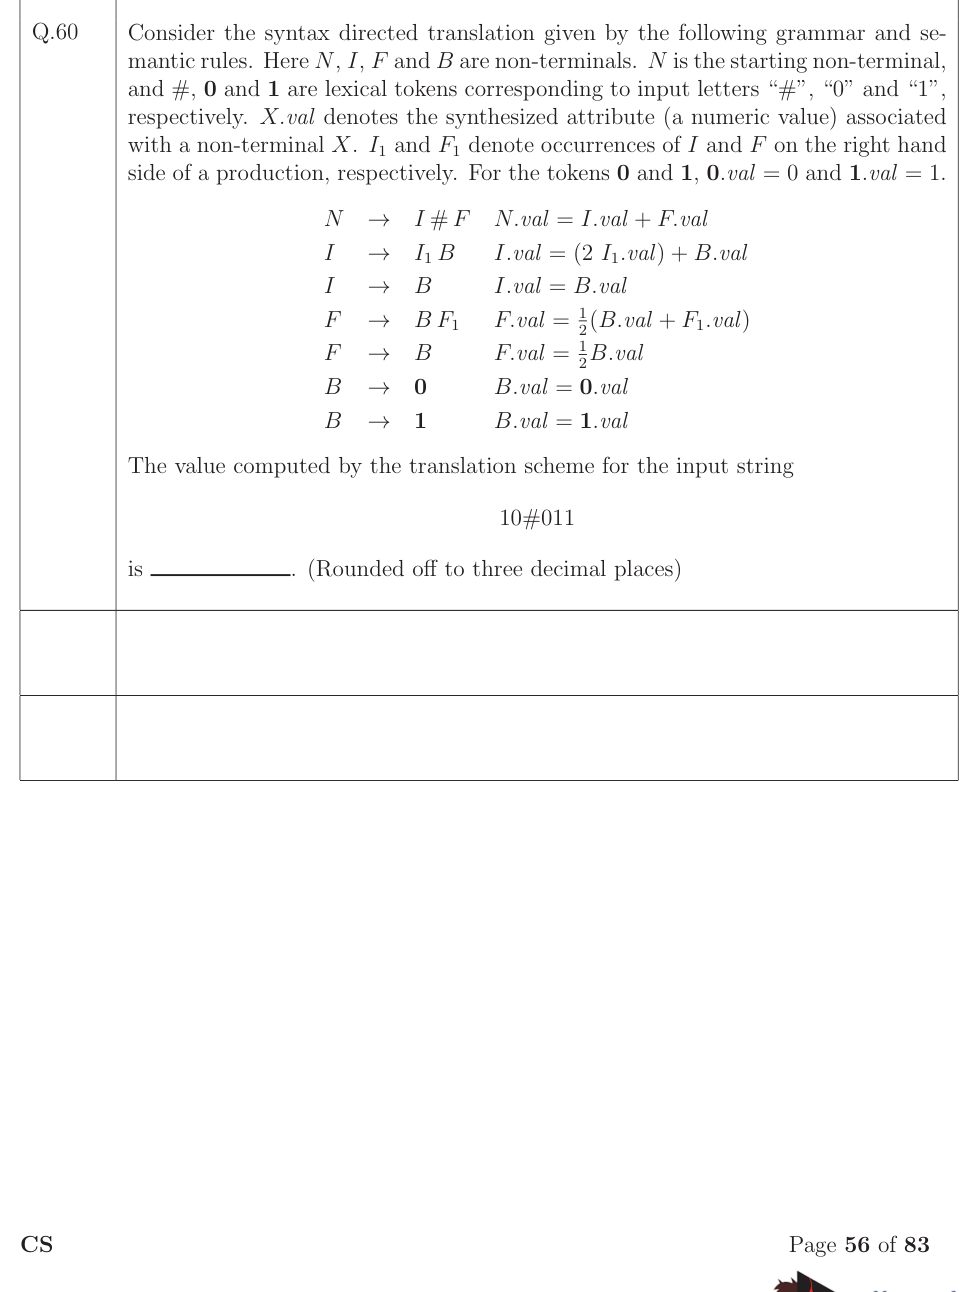 Q.60
Consider the syntax directed translation given by the following grammar and se-
mantic rules. Here N, I, F and B are non-terminals. N is the starting non-terminal,
and #, 0 and 1 are lexical tokens corresponding to input letters “#”, “0” and “1”,
respectively. X.val denotes the synthesized attribute (a numeric value) associated
with a non-terminal X. I₁ and F₁ denote occurrences of I and F on the right hand
side of a production, respectively. For the tokens 0 and 1, 0.val = 0 and 1.val = 1.
N → I # F N.val = I.val + F.val
I → I₁ B I.val = (2 I₁.val) + B.val
I → B I.val = B.val
F → B F₁ F.val = ½(B.val + F₁.val)
F → B F.val = ½B.val
B → 0 B.val = 0.val
B → 1 B.val = 1.val
The value computed by the translation scheme for the input string
10#011
is __________. (Rounded off to three decimal places)
CS
Page 56 of 83